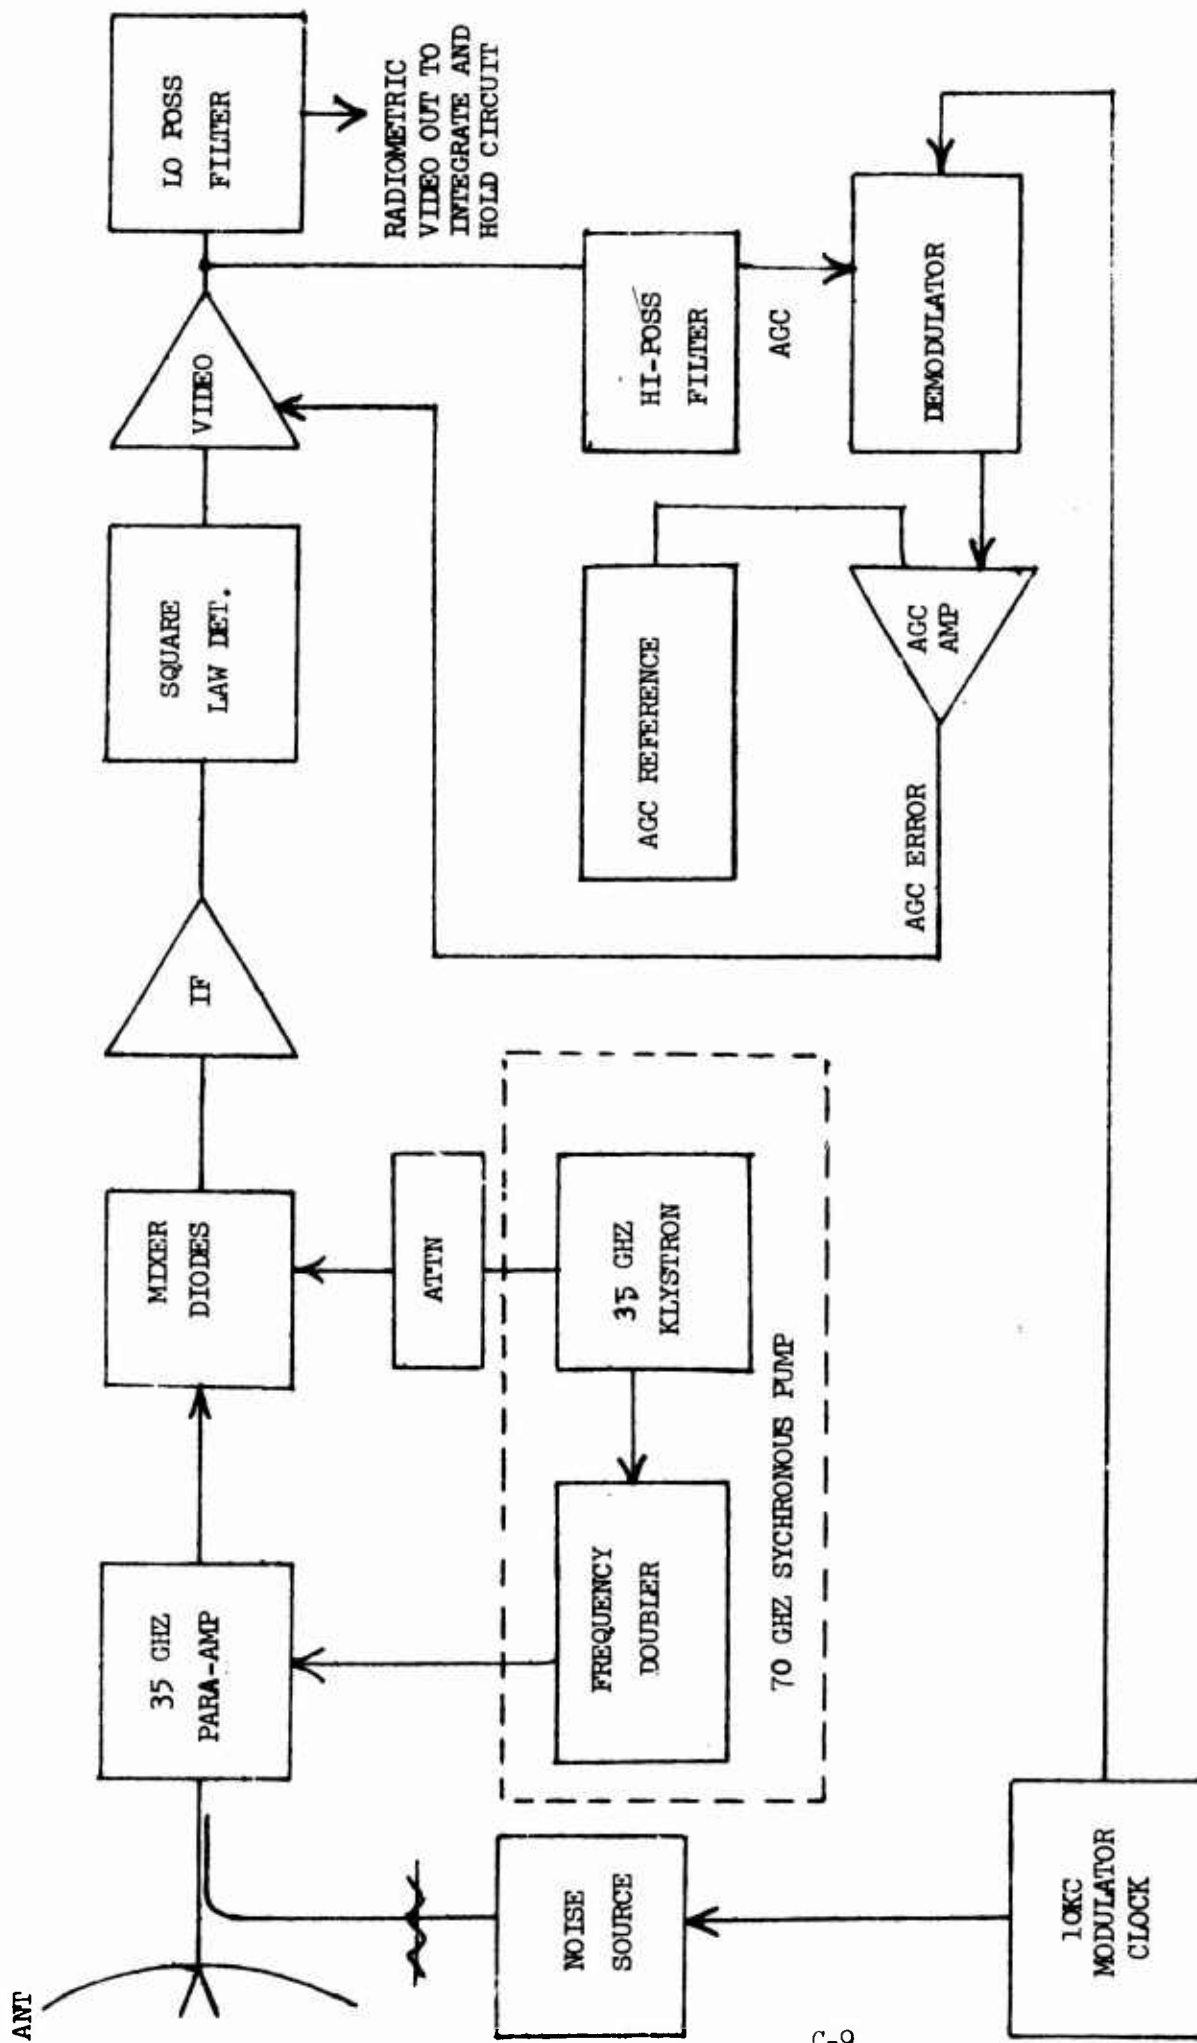 ANT
35 GHZ
PARA-AMP
MIXER
DIODES
IF
SQUARE
LAW DET.
VIDEO
LO POSS
FILTER
RADIOMETRIC
VIDEO OUT TO
INTEGRATE AND
HOLD CIRCUIT
ATTN
FREQUENCY
DOUBLER
35 GHZ
KLYSTRON
70 GHZ SYCHRONOUS PUMP
NOISE
SOURCE
10KC
MODULATOR
CLOCK
HI-POSS
FILTER
AGC
DEMODULATOR
AGC REFERENCE
AGC
AMP
AGC ERROR
C-9